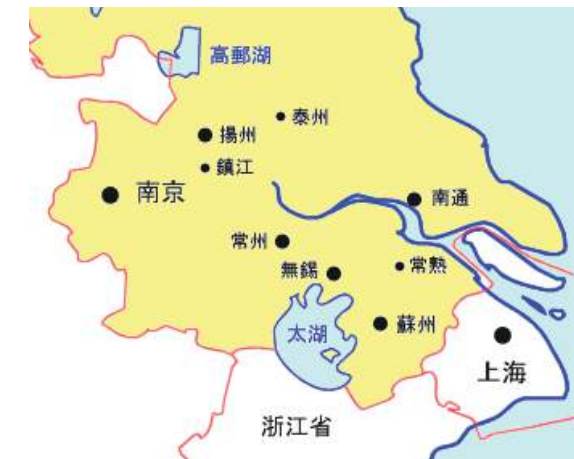 高郵湖
泰州
揚州
鎮江
南京
南通
常州
無錫
常熟
太湖
蘇州
上海
浙江省